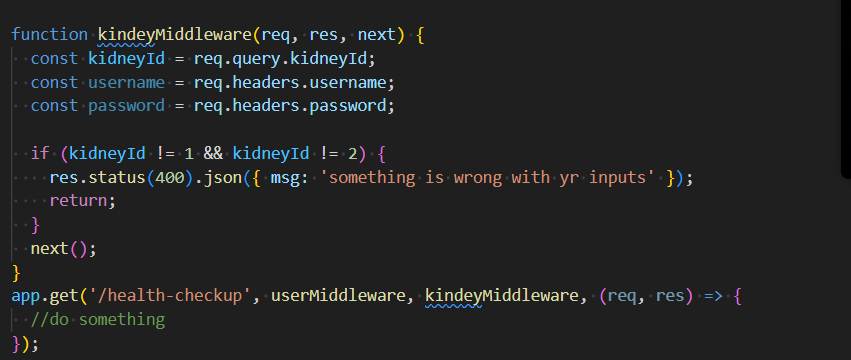 function kindeyMiddleware(req, res, next) {
  const kidneyId = req.query.kidneyId;
  const username = req.headers.username;
  const password = req.headers.password;

  if (kidneyId != 1 && kidneyId != 2) {
    res.status(400).json({ msg: 'something is wrong with yr inputs' });
    return;
  }
  next();
}
app.get('/health-checkup', userMiddleware, kindeyMiddleware, (req, res) => {
  //do something
});